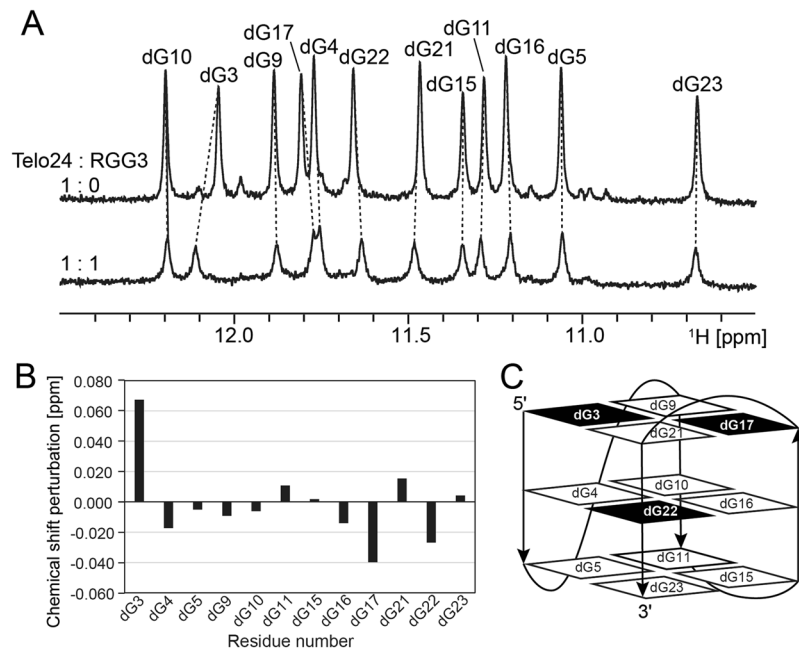 A
dG10
dG3
dG9
dG17
dG4
dG22
dG21
dG15
dG11
dG16
dG5
dG23
Telo24 : RGG3
1 : 0
1 : 1
12.0 11.5 11.0 ¹H [ppm]
B
Chemical shift perturbation [ppm]
0.080
0.060
0.040
0.020
0.000
-0.020
-0.040
-0.060
dG3 dG4 dG5 dG9 dG10 dG11 dG15 dG16 dG17 dG21 dG22 dG23
Residue number
C
5'
dG3
dG9
dG17
dG21
dG4
dG10
dG16
dG22
dG5
dG11
dG15
dG23
3'